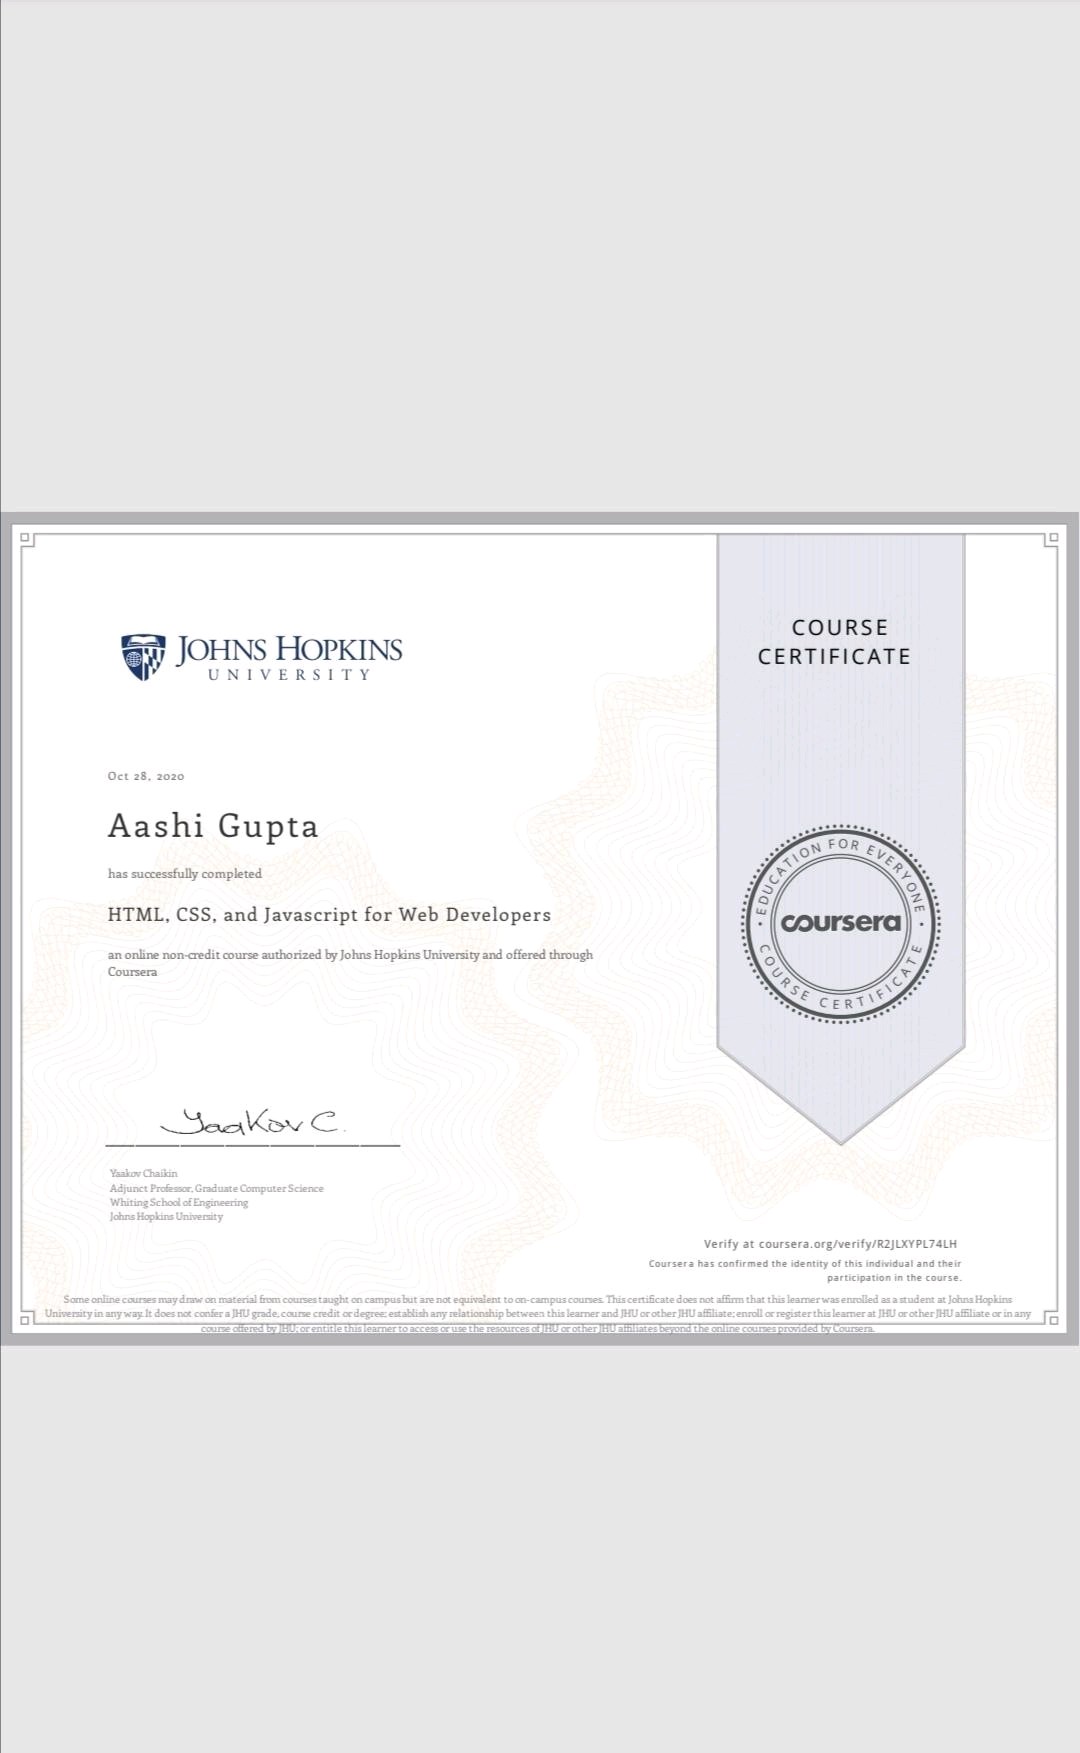 JOHNS HOPKINS
UNIVERSITY
COURSE
CERTIFICATE
Oct 28, 2020
Aashi Gupta
has successfully completed
HTML, CSS, and Javascript for Web Developers
an online non-credit course authorized by Johns Hopkins University and offered through
Coursera
EDUCATION FOR EVERYONE
coursera
COURSE CERTIFICATE
Yaakov C.
Yaakov Chaikin
Adjunct Professor, Graduate Computer Science
Whiting School of Engineering
Johns Hopkins University
Verify at coursera.org/verify/R2JLXYPL74LH
Coursera has confirmed the identity of this individual and their
participation in the course.
Some online courses may draw on material from courses taught on campus but are not equivalent to on-campus courses. This certificate does not affirm that this learner was enrolled as a student at Johns Hopkins
University in any way. It does not confer a JHU grade, course credit or degree; establish any relationship between this learner and JHU or other JHU affiliate; enroll or register this learner at JHU or other JHU affiliate or in any
course offered by JHU; or entitle this learner to access or use the resources of JHU or other JHU affiliates beyond the online courses provided by Coursera.